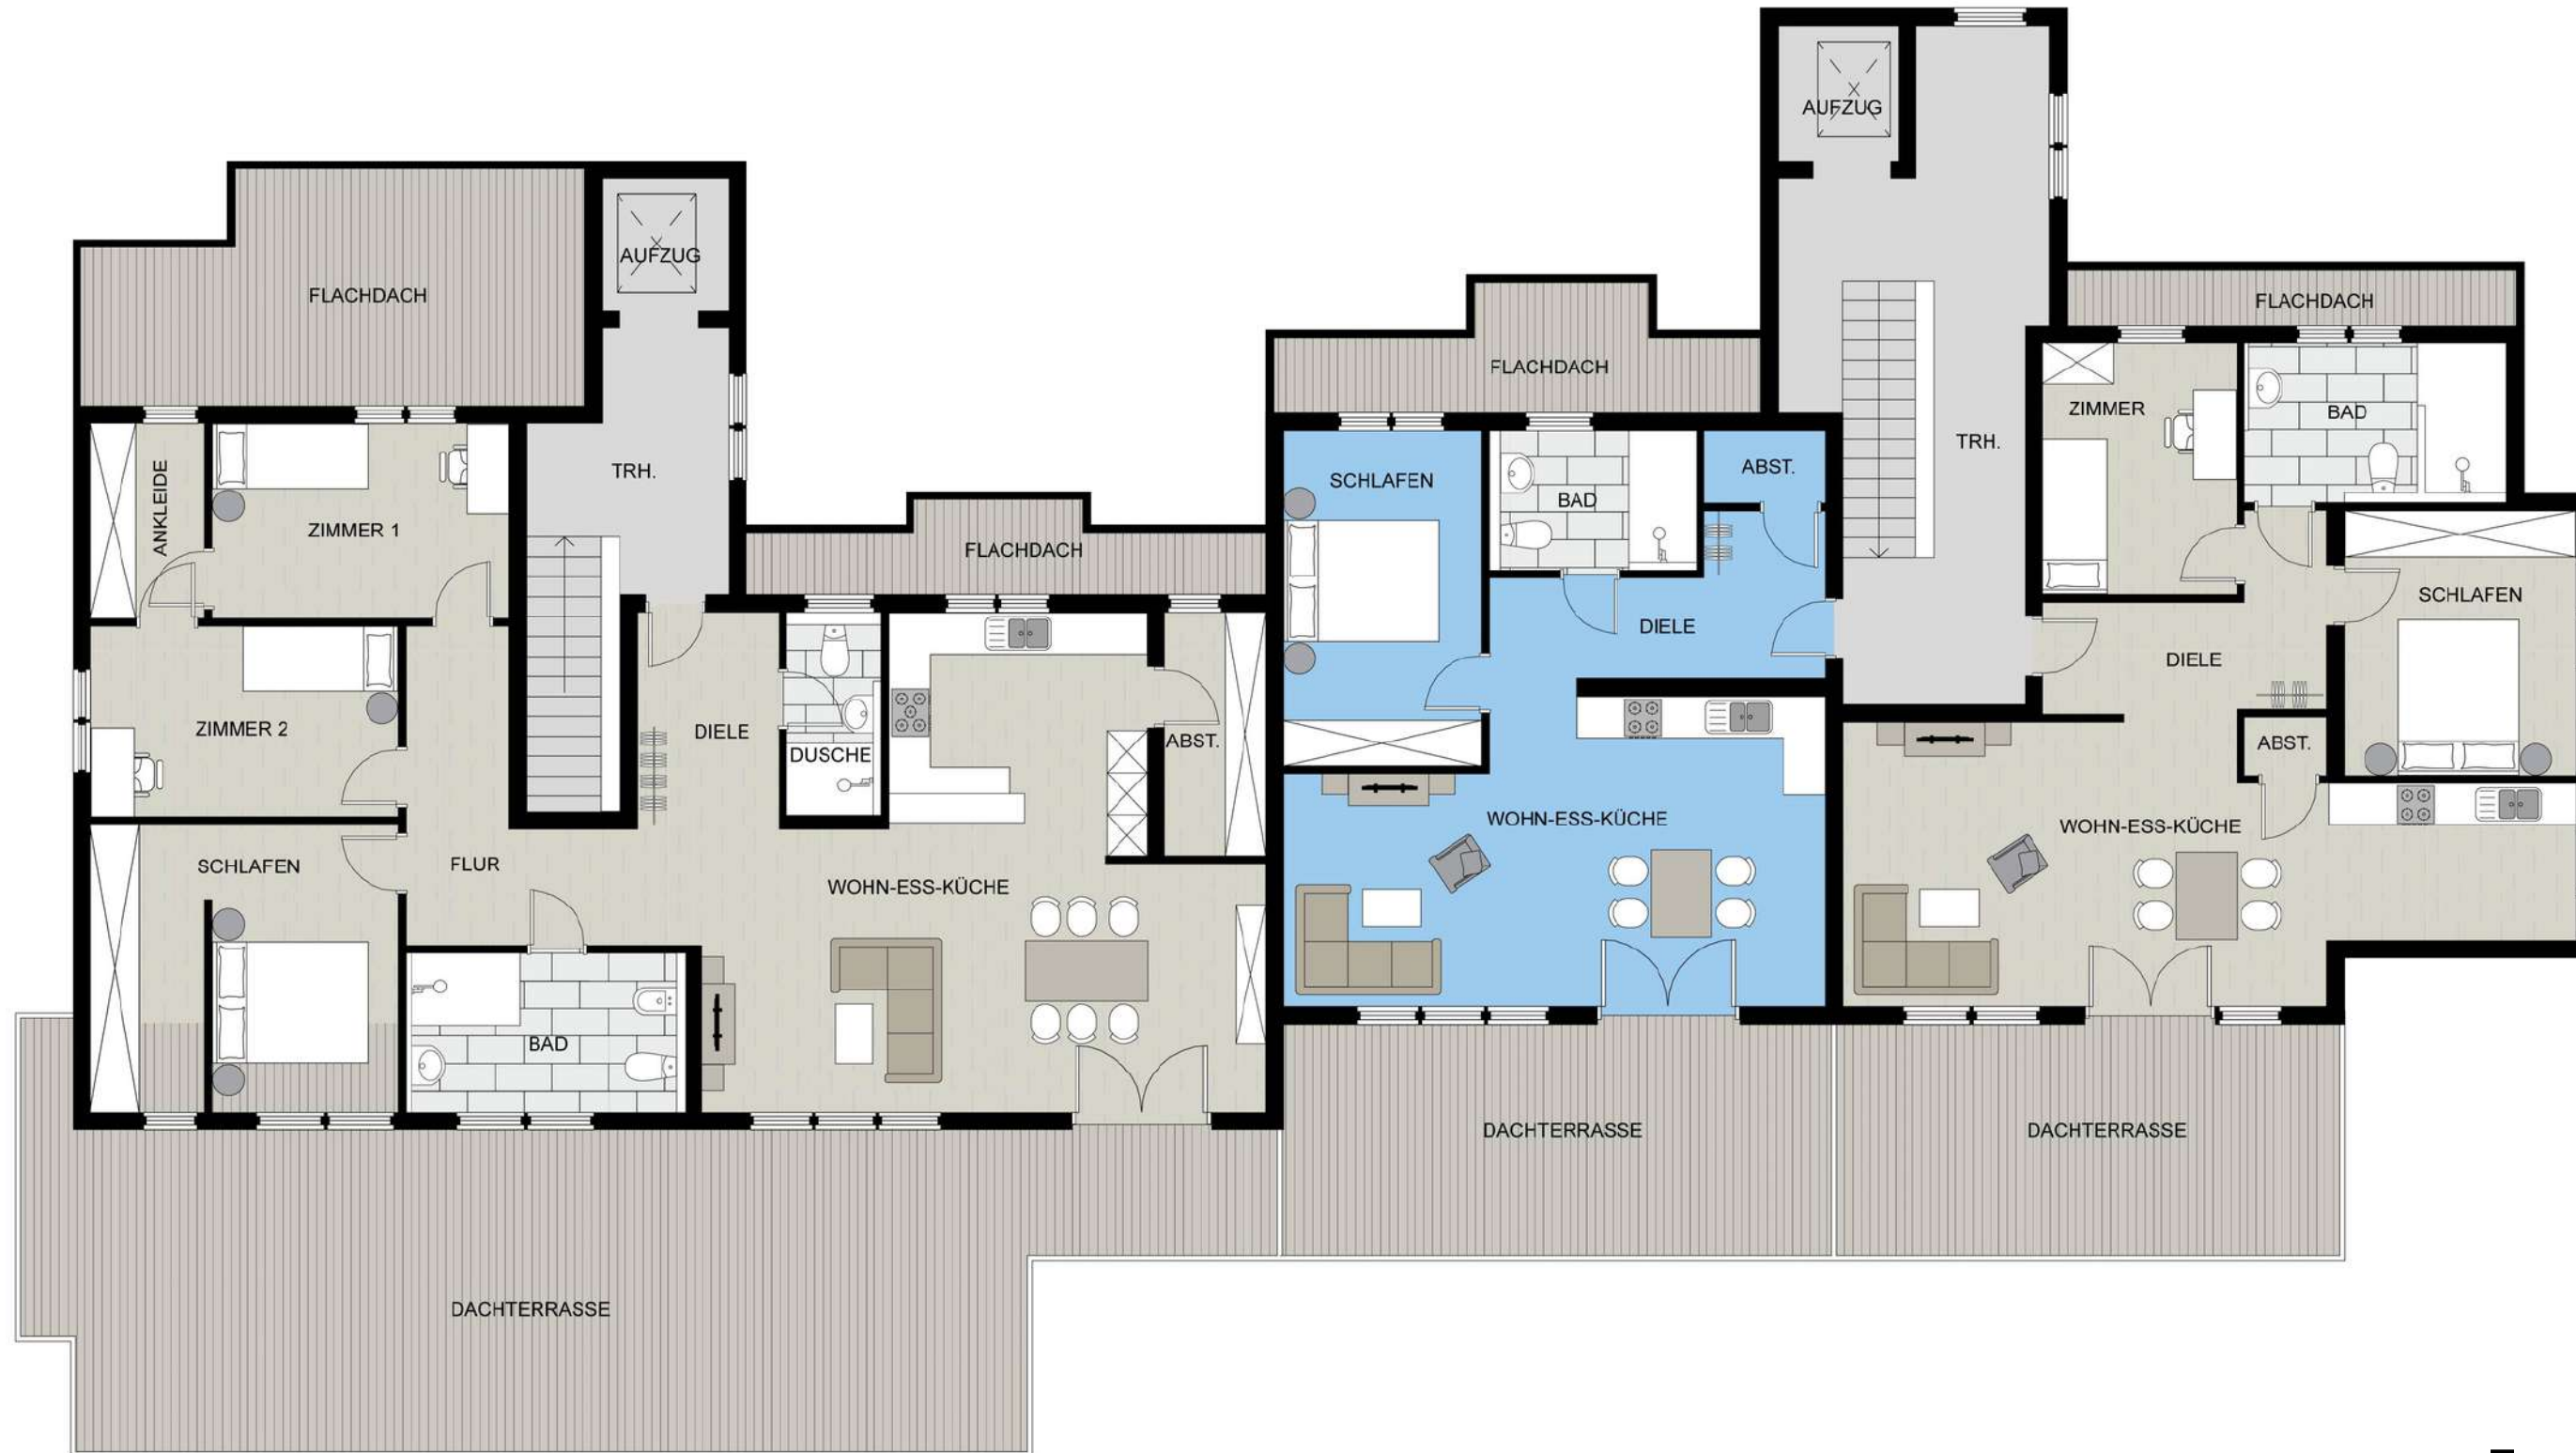 AUFZUG
AUFZUG
FLACHDACH
FLACHDACH
FLACHDACH
ZIMMER
BAD
TRH.
TRH.
ABST.
SCHLAFEN
BAD
ANKLEIDE
ZIMMER 1
FLACHDACH
SCHLAFEN
DIELE
DIELE
ZIMMER 2
DIELE
ABST.
ABST.
DUSCHE
WOHN-ESS-KÜCHE
WOHN-ESS-KÜCHE
SCHLAFEN
FLUR
WOHN-ESS-KÜCHE
BAD
DACHTERRASSE
DACHTERRASSE
DACHTERRASSE